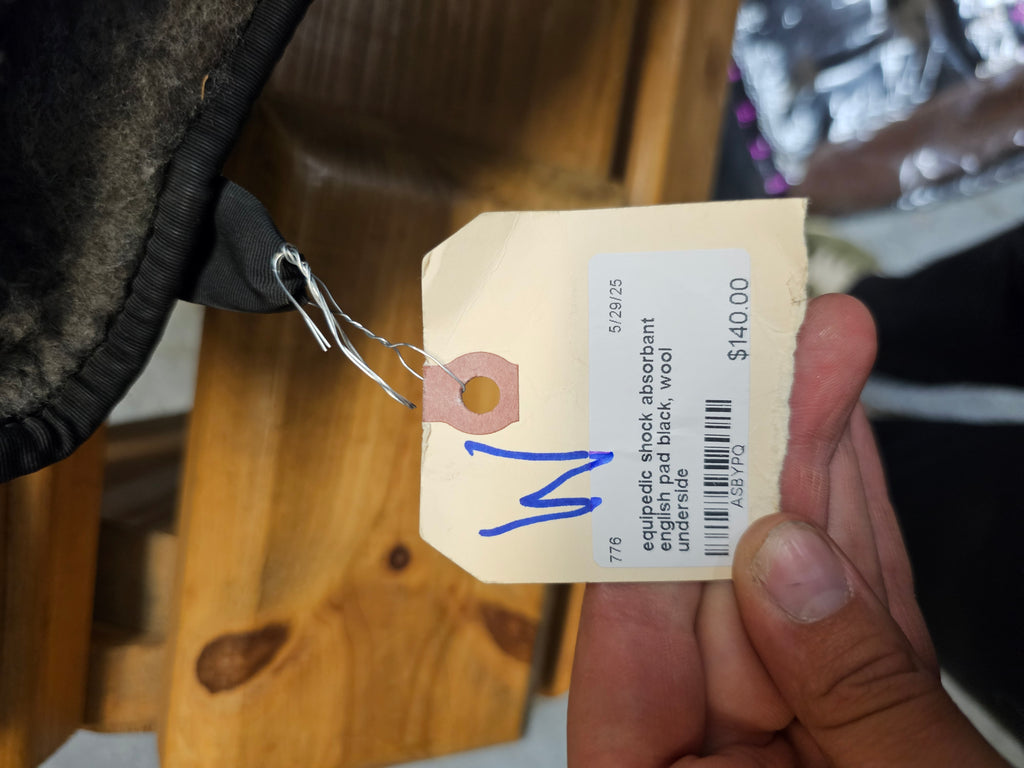 776 5/29/25
equipedic shock absorbant
english pad black, wool
underside
ASBYPQ $140.00